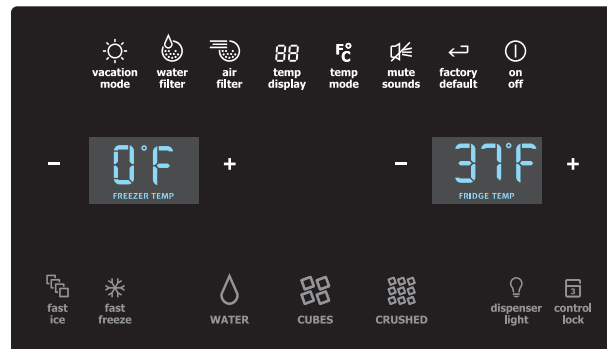 88 F° C
vacation mode water filter air filter temp display temp mode mute sounds factory default on off
- 0°F + - 37°F +
FREEZER TEMP FRIDGE TEMP
3
fast ice fast freeze WATER CUBES CRUSHED dispenser light control lock